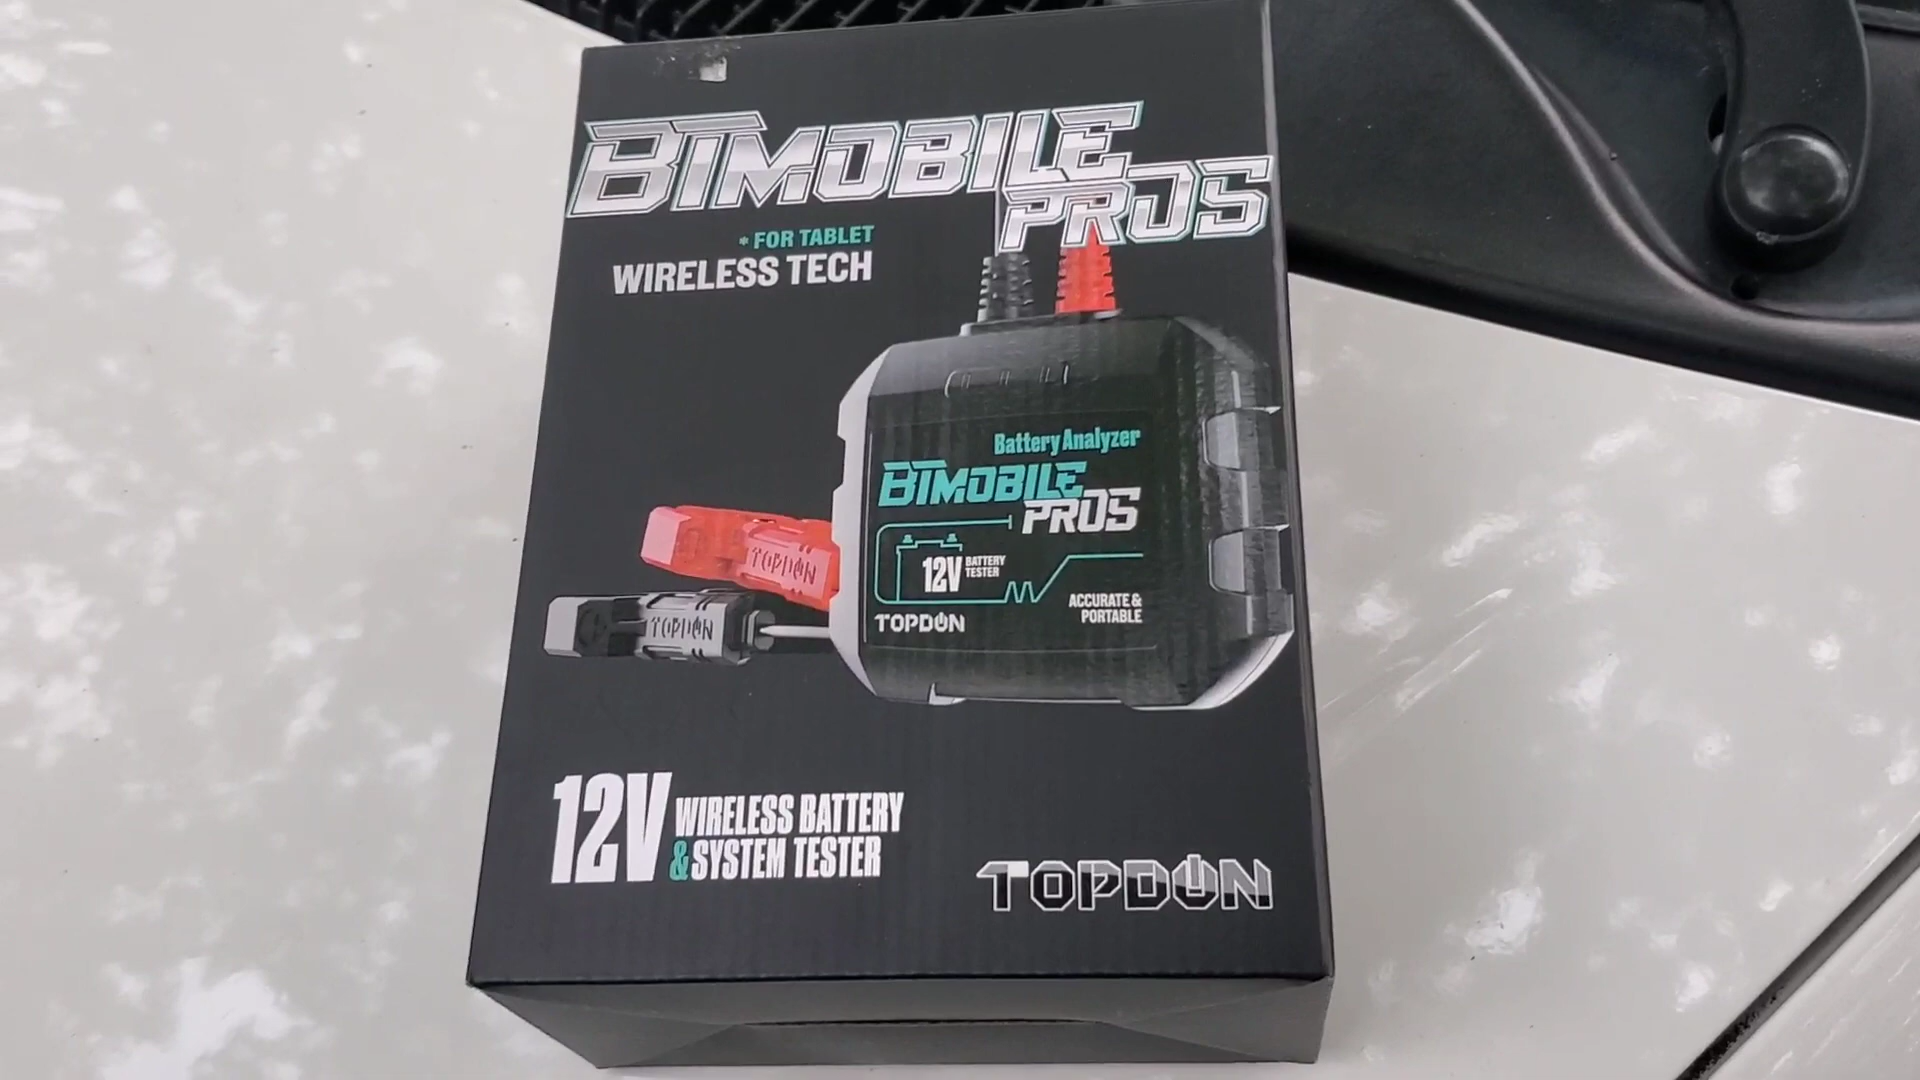 BTMOBILE
PROS
* FOR TABLET
WIRELESS TECH
Battery Analyzer
BTMOBILE
PROS
12V BATTERY
TESTER
TOPDON
ACCURATE &
PORTABLE
TOPDON
TOPDON
12V WIRELESS BATTERY
& SYSTEM TESTER
TOPDON